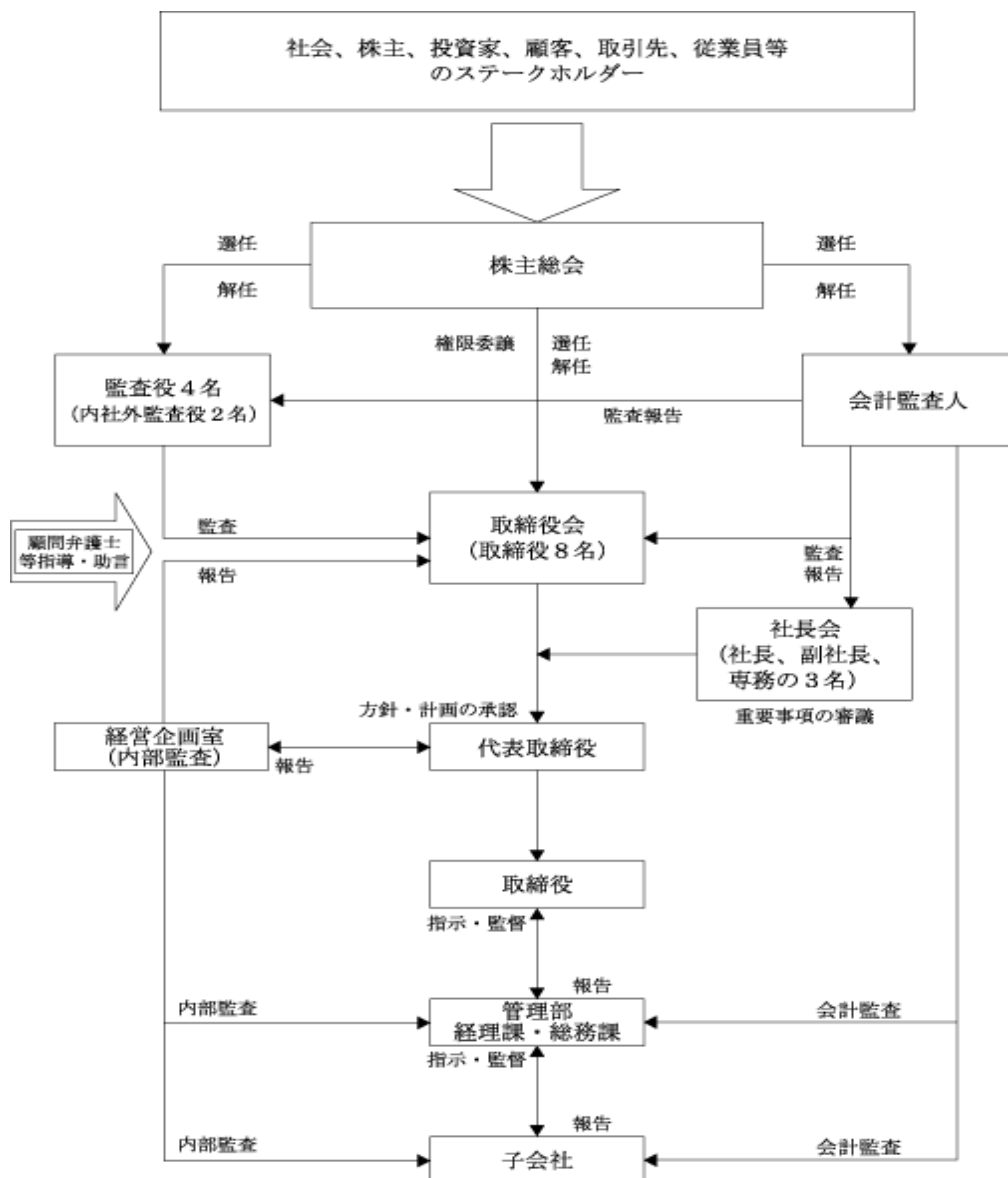 社会、株主、投資家、顧客、取引先、従業員等
のステークホルダー
選任
選任
株主総会
解任
解任
権限委譲
選任
解任
監査役４名
(内社外監査役２名)
会計監査人
監査報告
顧問弁護士
等指導・助言
監査
取締役会
(取締役８名)
報告
監査
報告
社長会
(社長、副社長、
専務の３名)
重要事項の審議
方針・計画の承認
経営企画室
(内部監査)
報告
代表取締役
取締役
指示・監督
報告
内部監査
管理部
経理課・総務課
会計監査
指示・監督
報告
内部監査
子会社
会計監査